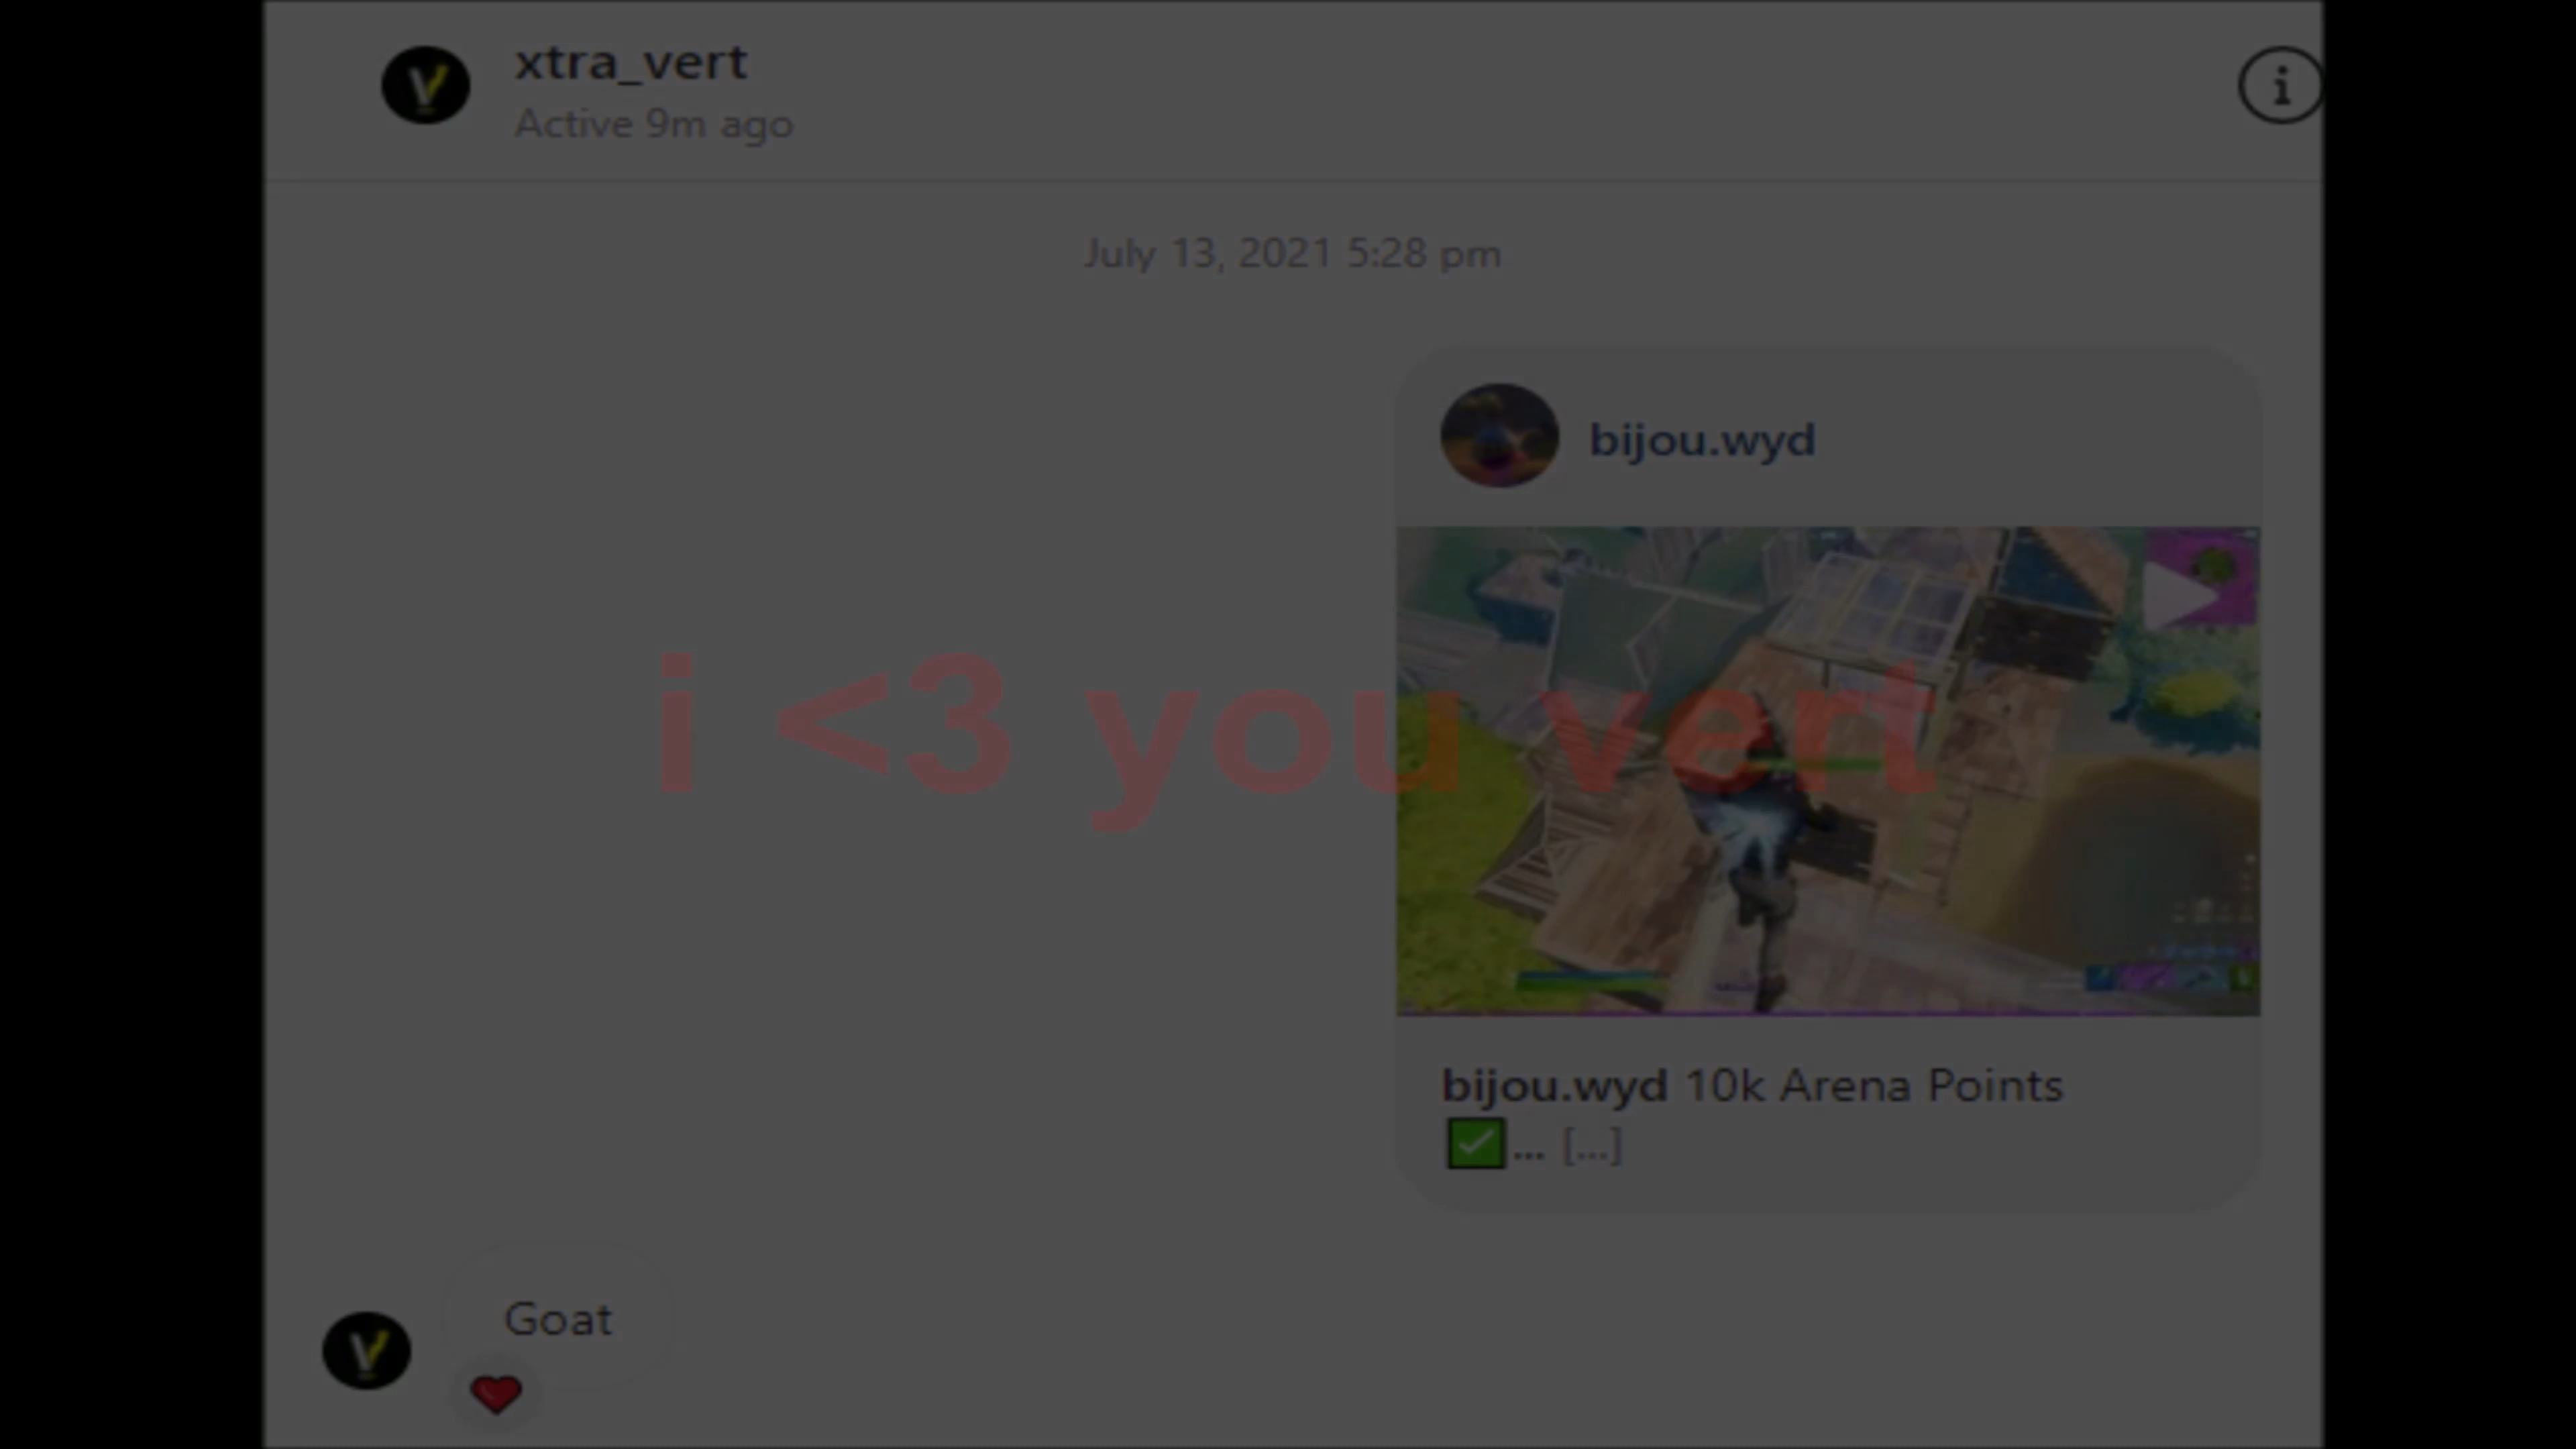 xtra_vert
Active 9m ago
July 13, 2021 5:28 pm
bijou.wyd
i <3 you vert
bijou.wyd 10k Arena Points
✅... [...]
Goat